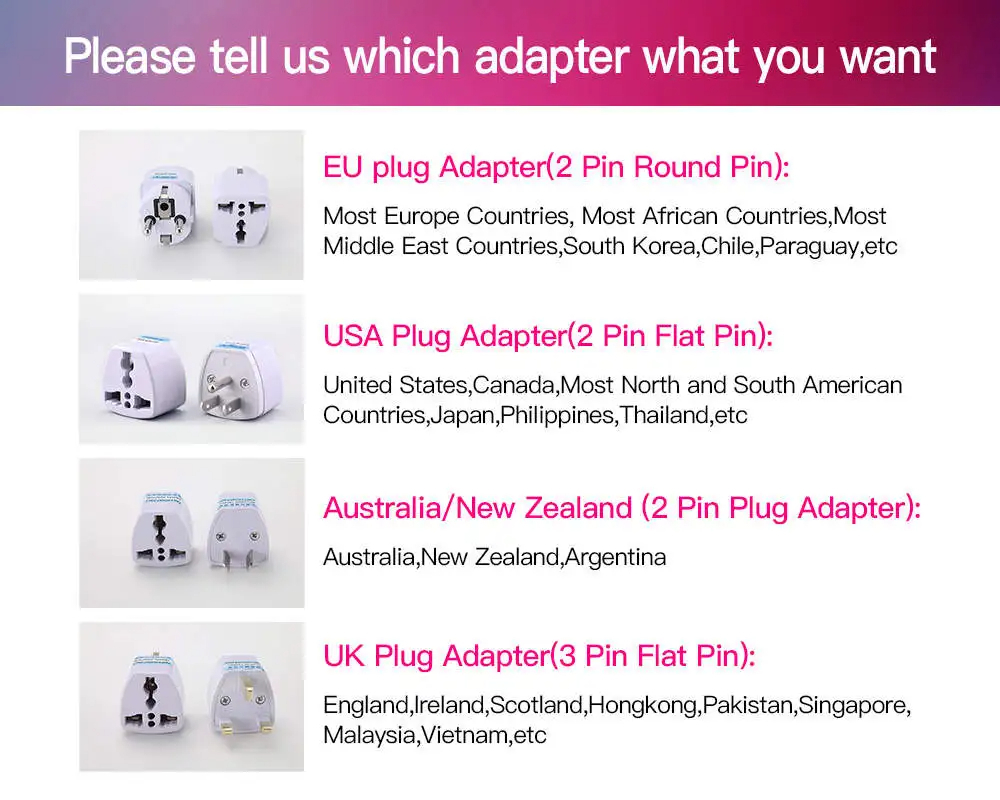 Please tell us which adapter what you want
EU plug Adapter(2 Pin Round Pin):
Most Europe Countries, Most African Countries,Most
Middle East Countries,South Korea,Chile,Paraguay,etc
USA Plug Adapter(2 Pin Flat Pin):
United States,Canada,Most North and South American
Countries,Japan,Philippines,Thailand,etc
Australia/New Zealand (2 Pin Plug Adapter):
Australia,New Zealand,Argentina
UK Plug Adapter(3 Pin Flat Pin):
England,Ireland,Scotland,Hongkong,Pakistan,Singapore,
Malaysia,Vietnam,etc